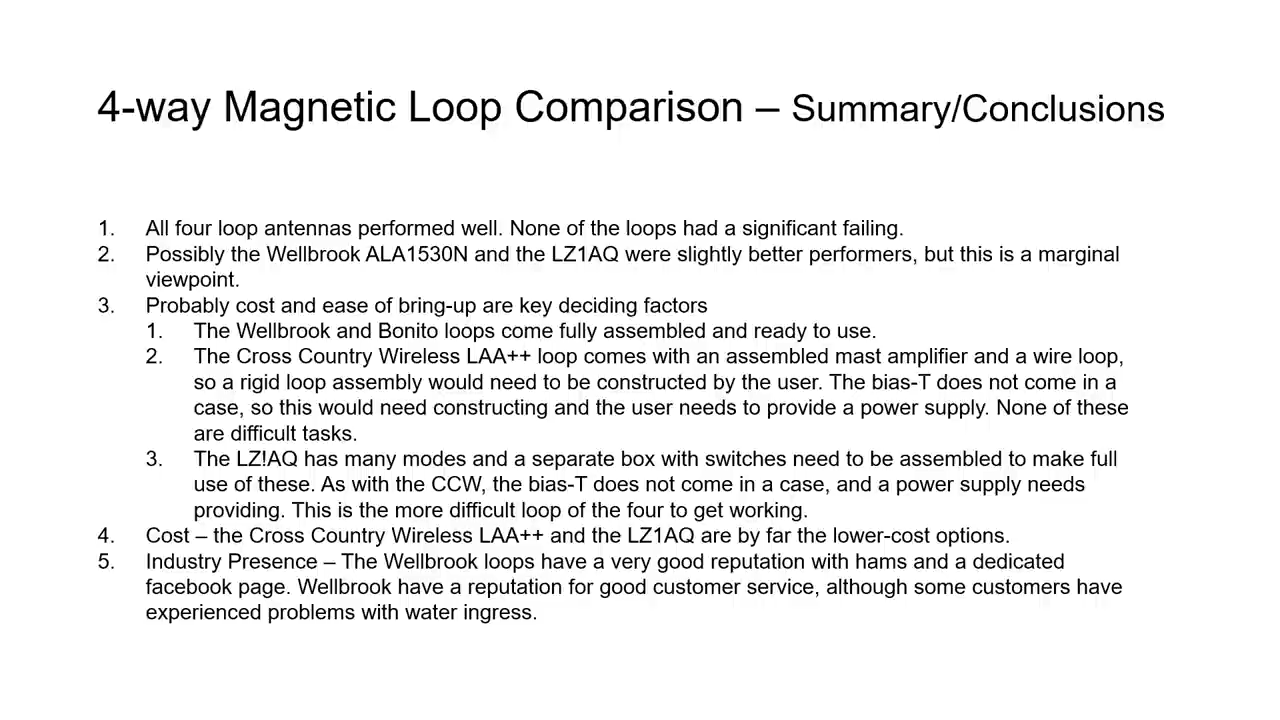 4-way Magnetic Loop Comparison – Summary/Conclusions
1. All four loop antennas performed well. None of the loops had a significant failing.
2. Possibly the Wellbrook ALA1530N and the LZ1AQ were slightly better performers, but this is a marginal
viewpoint.
3. Probably cost and ease of bring-up are key deciding factors
1. The Wellbrook and Bonito loops come fully assembled and ready to use.
2. The Cross Country Wireless LAA++ loop comes with an assembled mast amplifier and a wire loop,
so a rigid loop assembly would need to be constructed by the user. The bias-T does not come in a
case, so this would need constructing and the user needs to provide a power supply. None of these
are difficult tasks.
3. The LZ!AQ has many modes and a separate box with switches need to be assembled to make full
use of these. As with the CCW, the bias-T does not come in a case, and a power supply needs
providing. This is the more difficult loop of the four to get working.
4. Cost – the Cross Country Wireless LAA++ and the LZ1AQ are by far the lower-cost options.
5. Industry Presence – The Wellbrook loops have a very good reputation with hams and a dedicated
facebook page. Wellbrook have a reputation for good customer service, although some customers have
experienced problems with water ingress.